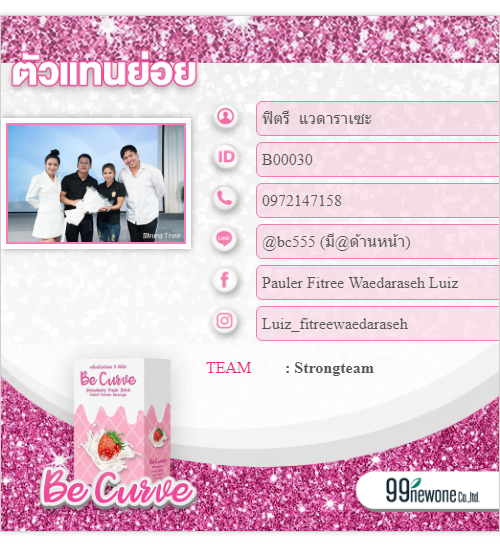 ตัวแทนย่อย
ฟิตรี แวดาราเซะ
ID
B00030
0972147158
LINE
@bc555 (มี@ด้านหน้า)
Pauler Fitree Waedaraseh Luiz
Luiz_fitreewaedaraseh
Strong Team
TEAM : Strongteam
Be Curve
Strawberry Fresh Drink
Be Curve
99newone Co.,ltd.